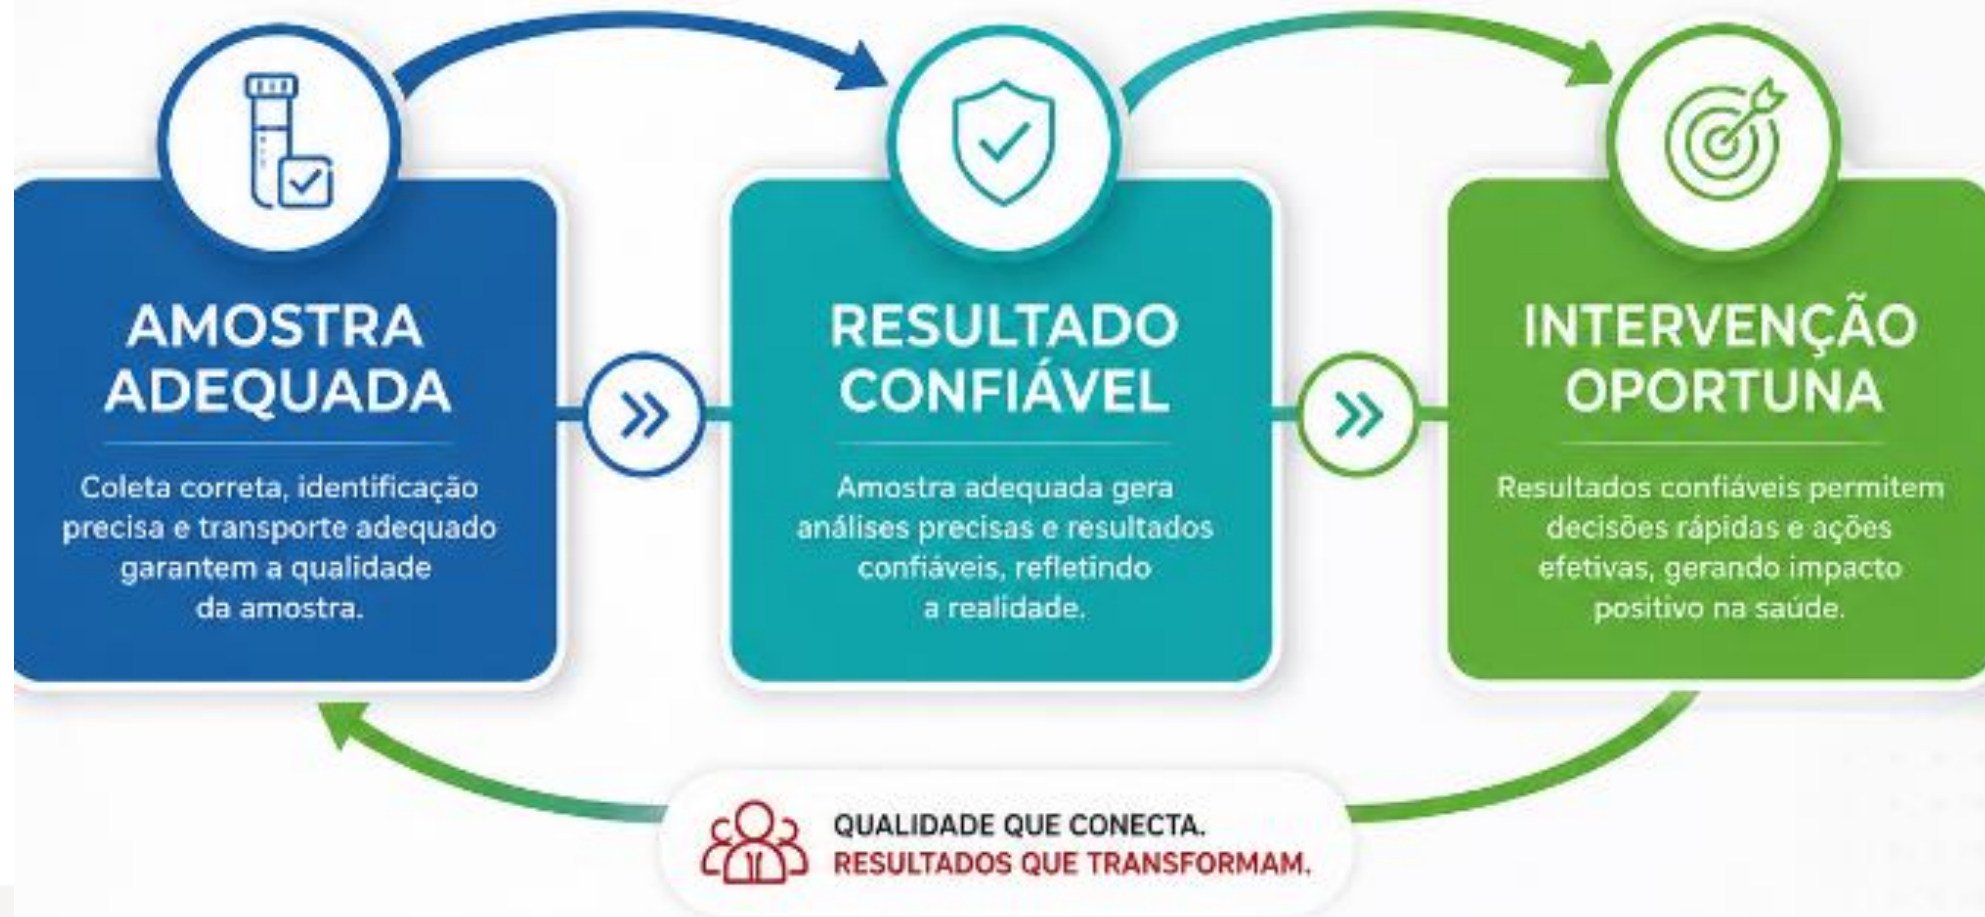 AMOSTRA
ADEQUADA
Coleta correta, identificação
precisa e transporte adequado
garantem a qualidade
da amostra.
RESULTADO
CONFIÁVEL
Amostra adequada gera
análises precisas e resultados
confiáveis, refletindo
a realidade.
INTERVENÇÃO
OPORTUNA
Resultados confiáveis permitem
decisões rápidas e ações
efetivas, gerando impacto
positivo na saúde.
QUALIDADE QUE CONECTA.
RESULTADOS QUE TRANSFORMAM.